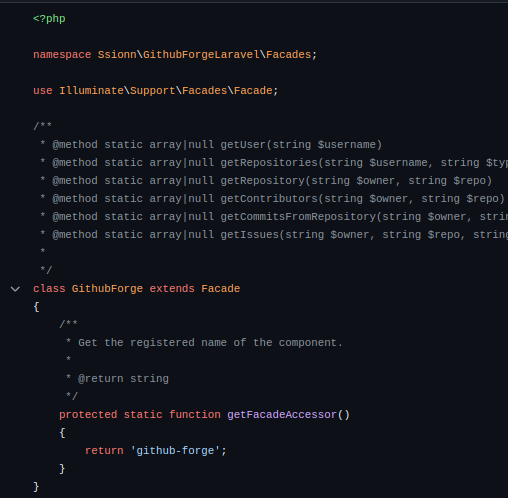 <?php
namespace Ssionn\GithubForgeLaravel\Facades;
use Illuminate\Support\Facades\Facade;
/**
 * @method static array|null getUser(string $username)
 * @method static array|null getRepositories(string $username, string $typ
 * @method static array|null getRepository(string $owner, string $repo)
 * @method static array|null getContributors(string $owner, string $repo)
 * @method static array|null getCommitsFromRepository(string $owner, strin
 * @method static array|null getIssues(string $owner, string $repo, string
 *
 */
class GithubForge extends Facade
{
    /**
     * Get the registered name of the component.
     *
     * @return string
     */
    protected static function getFacadeAccessor()
    {
        return 'github-forge';
    }
}